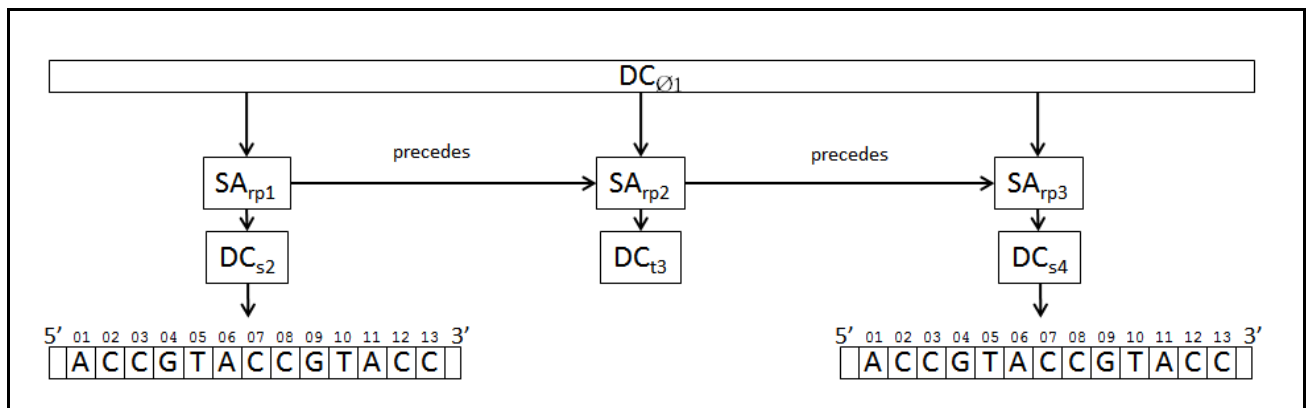 DC∅1
precedes precedes
SArp1 SArp2 SArp3
DCs2 DCt3 DCs4
5’ 01 02 03 04 05 06 07 08 09 10 11 12 13 3’ 5’ 01 02 03 04 05 06 07 08 09 10 11 12 13 3’
A C C G T A C C G T A C C A C C G T A C C G T A C C